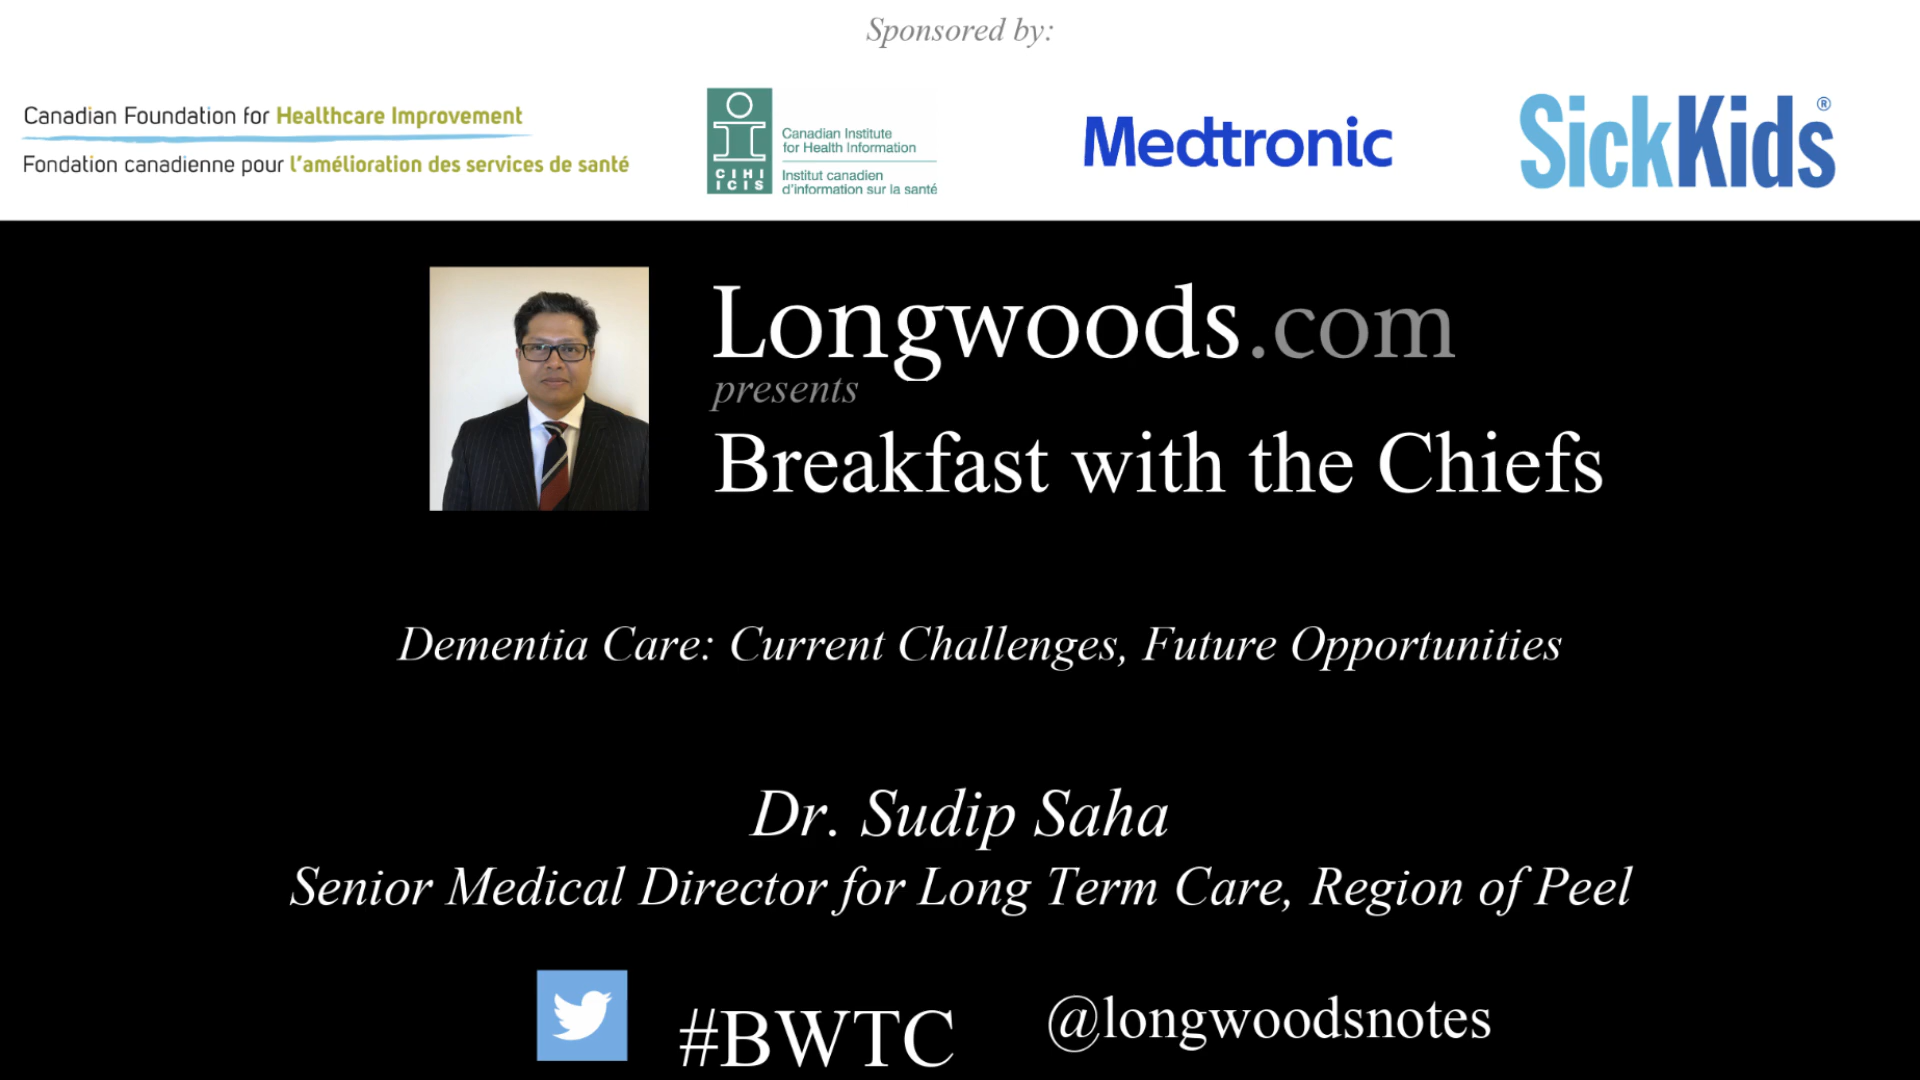 Sponsored by:
Canadian Foundation for Healthcare Improvement
Fondation canadienne pour l'amélioration des services de santé
CIHI
ICIS
Canadian Institute
for Health Information
Institut canadien
d'information sur la santé
Medtronic
SickKids®
Longwoods.com
presents
Breakfast with the Chiefs
Dementia Care: Current Challenges, Future Opportunities
Dr. Sudip Saha
Senior Medical Director for Long Term Care, Region of Peel
#BWTC @longwoodsnotes